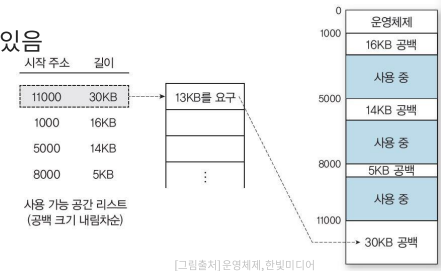 있음
시작 주소 길이
11000 30KB
1000 16KB
5000 14KB
8000 5KB
사용 가능 공간 리스트
(공백 크기 내림차순)
13KB를 요구
⋮
0
운영체제
1000
16KB 공백
사용 중
5000
14KB 공백
사용 중
8000
5KB 공백
사용 중
11000
30KB 공백
[그림출처] 운영체제, 한빛미디어